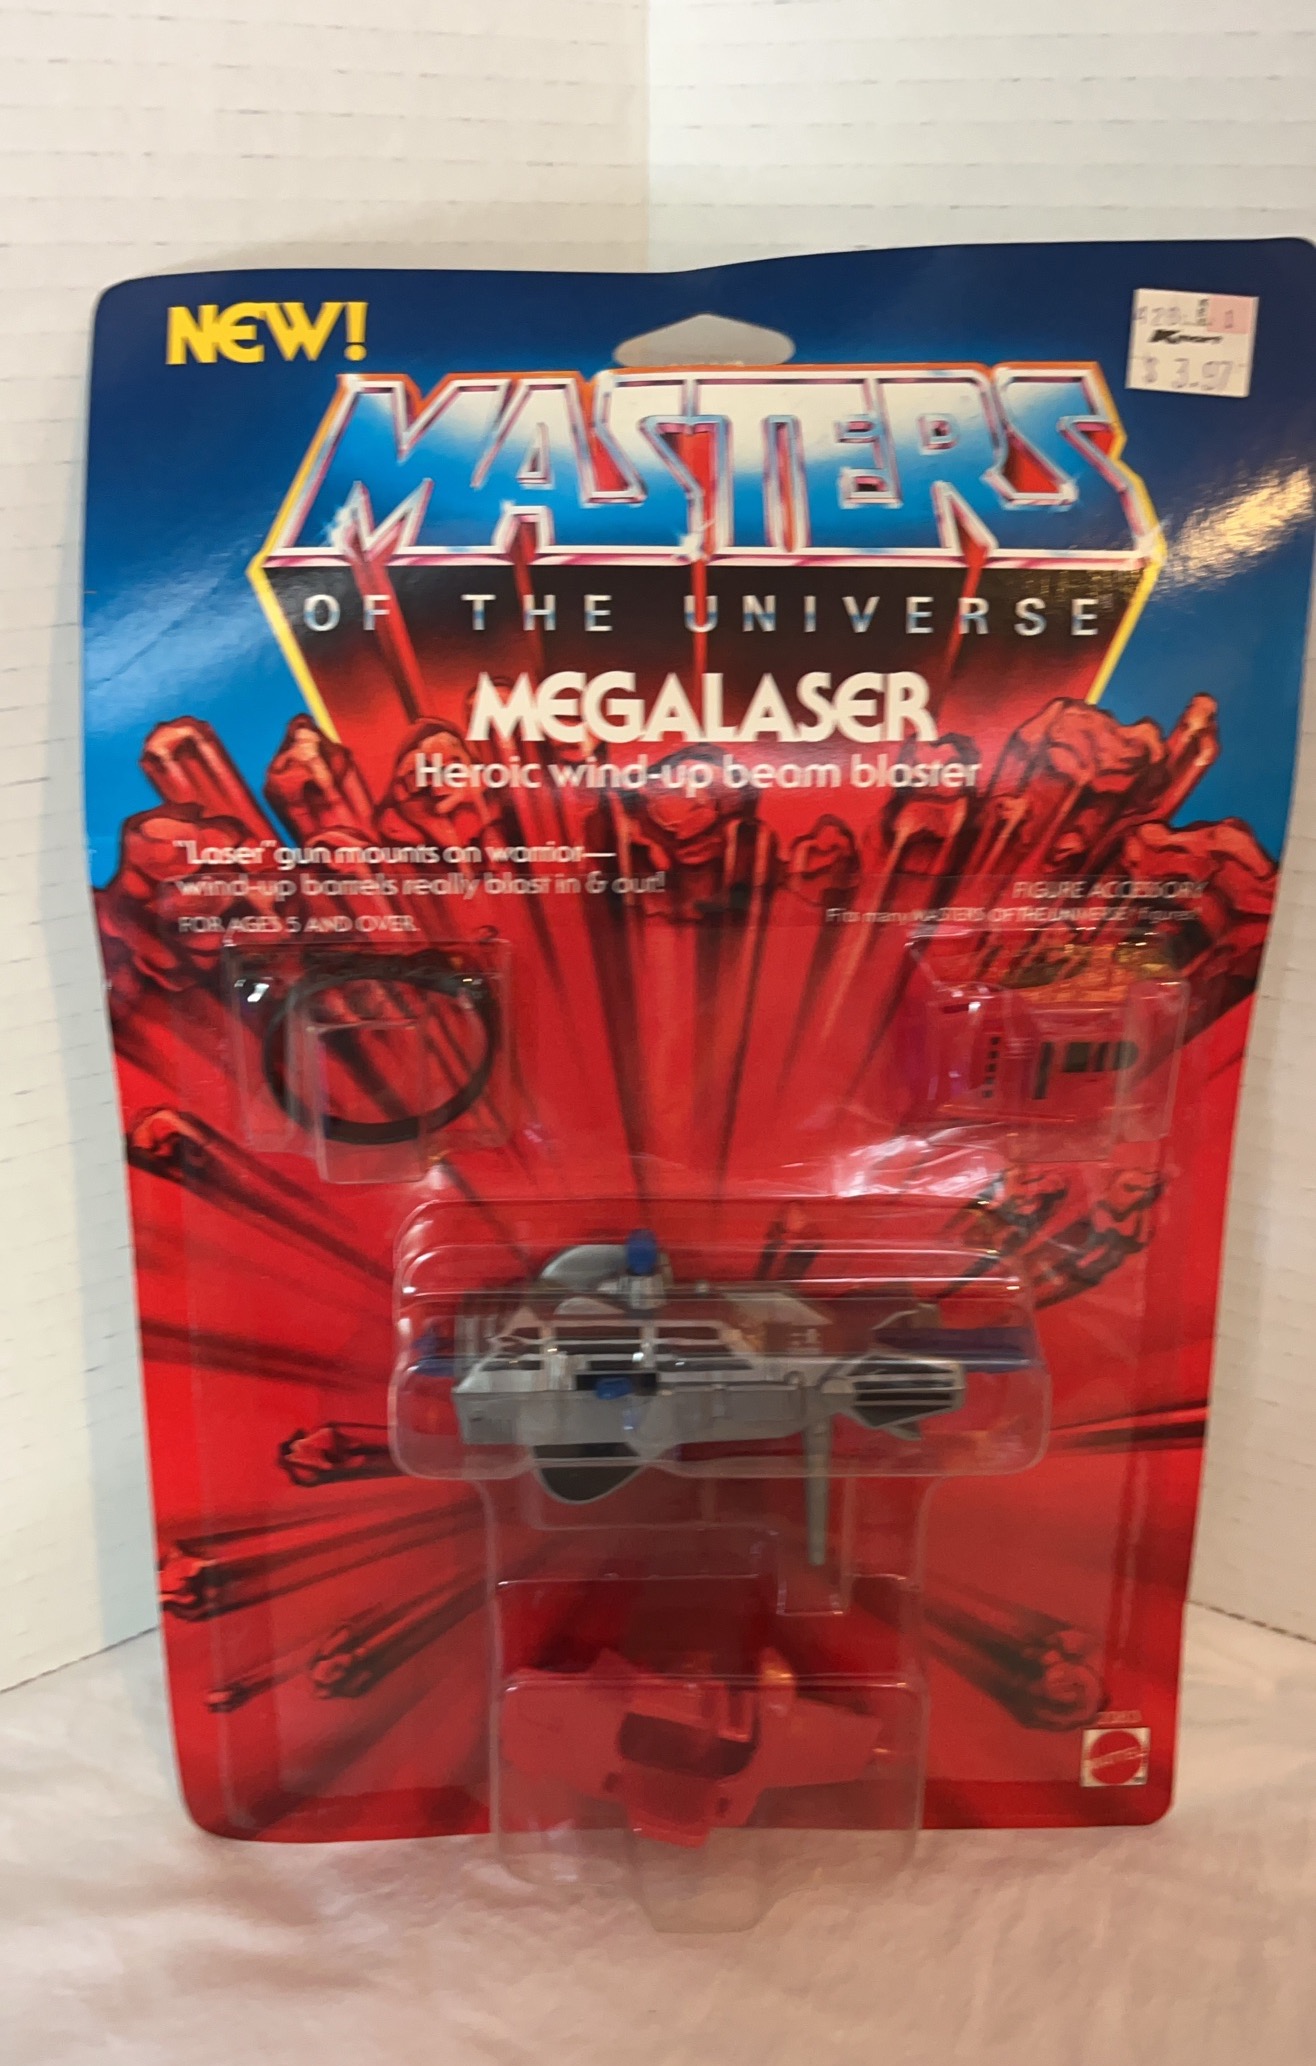 NEW!
Kmart
$ 3.97
MASTERS
OF THE UNIVERSE
MEGALASER
Heroic wind-up beam blaster
"Laser" gun mounts on warrior—
wind-up barrels really blast in & out!
FOR AGES 5 AND OVER
FIGURE ACCESSORY
Fits many MASTERS OF THE UNIVERSE™ figures!
MATTEL